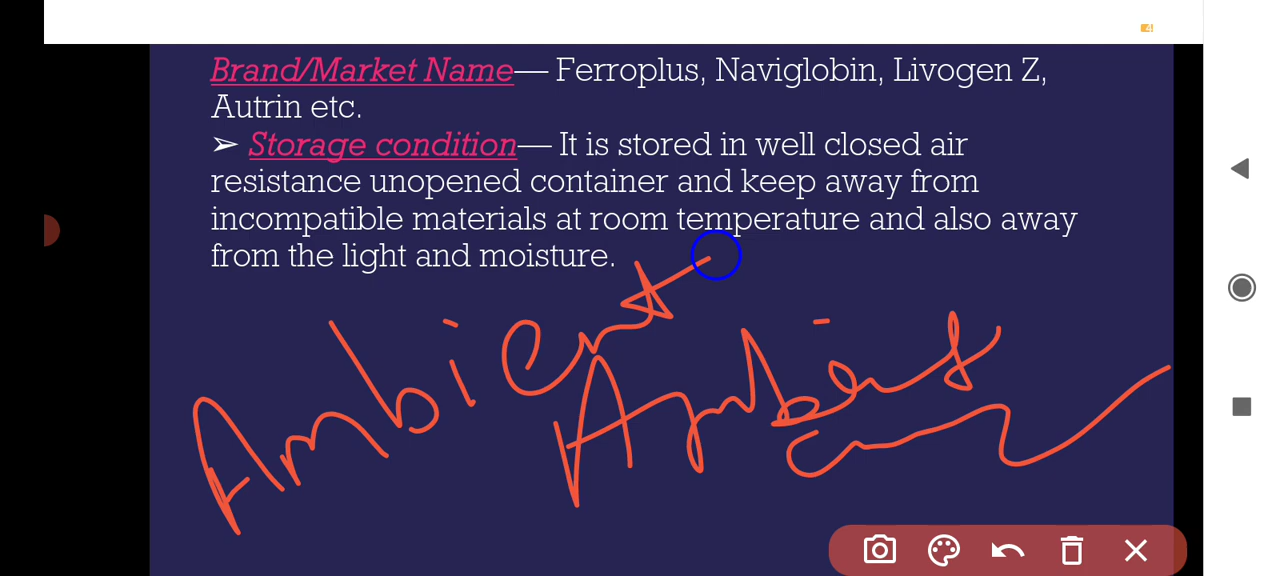 Brand/Market Name— Ferroplus, Naviglobin, Livogen Z,
Autrin etc.
➢ Storage condition— It is stored in well closed air
resistance unopened container and keep away from
incompatible materials at room temperature and also away
from the light and moisture.
Ambient
Ambient